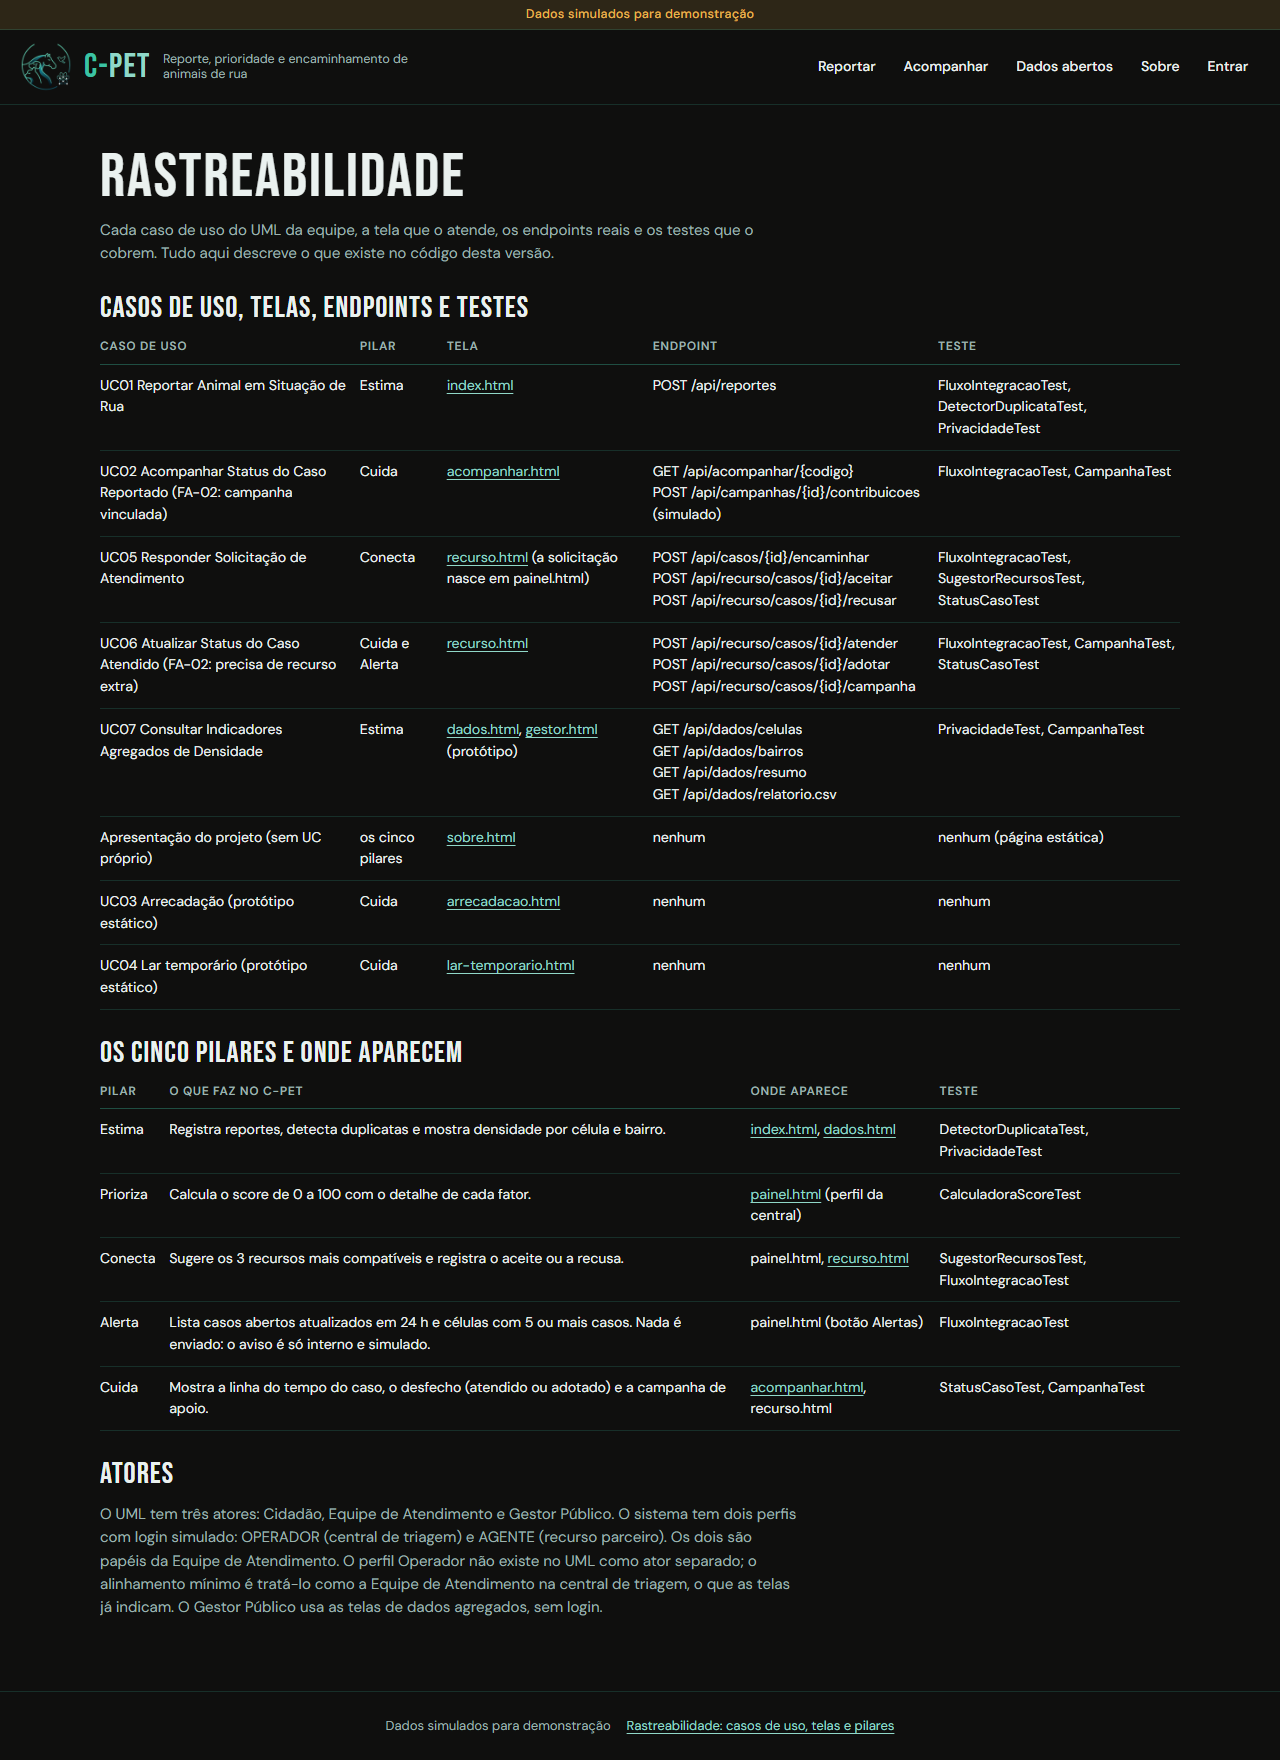 Dados simulados para demonstração
C-PET
Reporte, prioridade e encaminhamento de
animais de rua
Reportar
Acompanhar
Dados abertos
Sobre
Entrar
RASTREABILIDADE
Cada caso de uso do UML da equipe, a tela que o atende, os endpoints reais e os testes que o
cobrem. Tudo aqui descreve o que existe no código desta versão.
CASOS DE USO, TELAS, ENDPOINTS E TESTES
CASO DE USO PILAR TELA ENDPOINT TESTE
UC01 Reportar Animal em Situação de Estima index.html POST /api/reportes FluxoIntegracaoTest,
Rua DetectorDuplicataTest,
PrivacidadeTest
UC02 Acompanhar Status do Caso Cuida acompanhar.html GET /api/acompanhar/{codigo} FluxoIntegracaoTest, CampanhaTest
Reportado (FA-02: campanha POST /api/campanhas/{id}/contribuicoes
vinculada) (simulado)
UC05 Responder Solicitação de Conecta recurso.html (a solicitação POST /api/casos/{id}/encaminhar FluxoIntegracaoTest,
Atendimento nasce em painel.html) POST /api/recurso/casos/{id}/aceitar SugestorRecursosTest,
POST /api/recurso/casos/{id}/recusar StatusCasoTest
UC06 Atualizar Status do Caso Cuida e recurso.html POST /api/recurso/casos/{id}/atender FluxoIntegracaoTest, CampanhaTest,
Atendido (FA-02: precisa de recurso Alerta POST /api/recurso/casos/{id}/adotar StatusCasoTest
extra) POST /api/recurso/casos/{id}/campanha
UC07 Consultar Indicadores Estima dados.html, gestor.html GET /api/dados/celulas PrivacidadeTest, CampanhaTest
Agregados de Densidade (protótipo) GET /api/dados/bairros
GET /api/dados/resumo
GET /api/dados/relatorio.csv
Apresentação do projeto (sem UC os cinco sobre.html nenhum nenhum (página estática)
próprio) pilares
UC03 Arrecadação (protótipo Cuida arrecadacao.html nenhum nenhum
estático)
UC04 Lar temporário (protótipo Cuida lar-temporario.html nenhum nenhum
estático)
OS CINCO PILARES E ONDE APARECEM
PILAR O QUE FAZ NO C-PET ONDE APARECE TESTE
Estima Registra reportes, detecta duplicatas e mostra densidade por célula e bairro. index.html, dados.html DetectorDuplicataTest,
PrivacidadeTest
Prioriza Calcula o score de 0 a 100 com o detalhe de cada fator. painel.html (perfil da CalculadoraScoreTest
central)
Conecta Sugere os 3 recursos mais compatíveis e registra o aceite ou a recusa. painel.html, recurso.html SugestorRecursosTest,
FluxoIntegracaoTest
Alerta Lista casos abertos atualizados em 24 h e células com 5 ou mais casos. Nada é painel.html (botão Alertas) FluxoIntegracaoTest
enviado: o aviso é só interno e simulado.
Cuida Mostra a linha do tempo do caso, o desfecho (atendido ou adotado) e a campanha de acompanhar.html, StatusCasoTest, CampanhaTest
apoio. recurso.html
ATORES
O UML tem três atores: Cidadão, Equipe de Atendimento e Gestor Público. O sistema tem dois perfis
com login simulado: OPERADOR (central de triagem) e AGENTE (recurso parceiro). Os dois são
papéis da Equipe de Atendimento. O perfil Operador não existe no UML como ator separado; o
alinhamento mínimo é tratá-lo como a Equipe de Atendimento na central de triagem, o que as telas
já indicam. O Gestor Público usa as telas de dados agregados, sem login.
Dados simulados para demonstração Rastreabilidade: casos de uso, telas e pilares